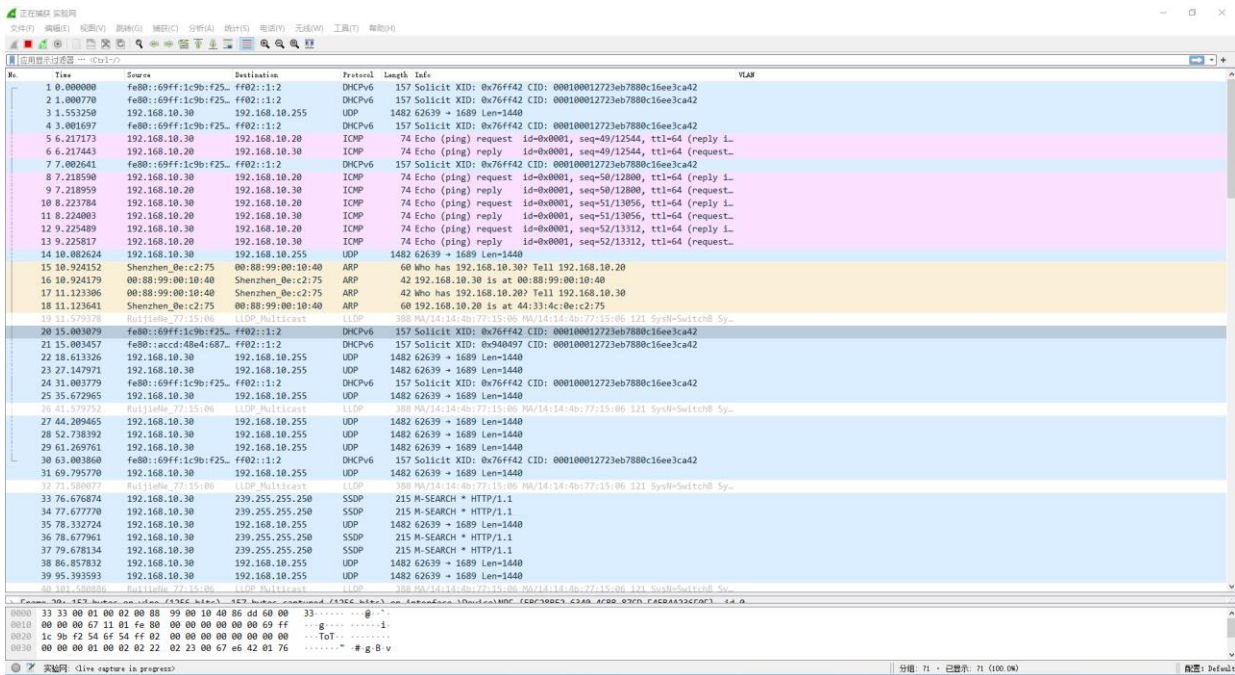 正在捕获 实验网
文件(F) 编辑(E) 视图(V) 跳转(G) 捕获(C) 分析(A) 统计(S) 电话(Y) 无线(W) 工具(T) 帮助(H)
应用显示过滤器 … <Ctrl-/>
No. Time Source Destination Protocol Length Info VLAN
1 0.000000 fe80::69ff:1c9b:f25… ff02::1:2 DHCPv6 157 Solicit XID: 0x76ff42 CID: 000100012723eb7880c16ee3ca42
2 1.000770 fe80::69ff:1c9b:f25… ff02::1:2 DHCPv6 157 Solicit XID: 0x76ff42 CID: 000100012723eb7880c16ee3ca42
3 1.553250 192.168.10.30 192.168.10.255 UDP 1482 62639 → 1689 Len=1440
4 3.001697 fe80::69ff:1c9b:f25… ff02::1:2 DHCPv6 157 Solicit XID: 0x76ff42 CID: 000100012723eb7880c16ee3ca42
5 6.217173 192.168.10.30 192.168.10.20 ICMP 74 Echo (ping) request id=0x0001, seq=49/12544, ttl=64 (reply i…
6 6.217443 192.168.10.20 192.168.10.30 ICMP 74 Echo (ping) reply id=0x0001, seq=49/12544, ttl=64 (request…
7 7.002641 fe80::69ff:1c9b:f25… ff02::1:2 DHCPv6 157 Solicit XID: 0x76ff42 CID: 000100012723eb7880c16ee3ca42
8 7.218590 192.168.10.30 192.168.10.20 ICMP 74 Echo (ping) request id=0x0001, seq=50/12800, ttl=64 (reply i…
9 7.218959 192.168.10.20 192.168.10.30 ICMP 74 Echo (ping) reply id=0x0001, seq=50/12800, ttl=64 (request…
10 8.223784 192.168.10.30 192.168.10.20 ICMP 74 Echo (ping) request id=0x0001, seq=51/13056, ttl=64 (reply i…
11 8.224003 192.168.10.20 192.168.10.30 ICMP 74 Echo (ping) reply id=0x0001, seq=51/13056, ttl=64 (request…
12 9.225489 192.168.10.30 192.168.10.20 ICMP 74 Echo (ping) request id=0x0001, seq=52/13312, ttl=64 (reply i…
13 9.225817 192.168.10.20 192.168.10.30 ICMP 74 Echo (ping) reply id=0x0001, seq=52/13312, ttl=64 (request…
14 10.082624 192.168.10.30 192.168.10.255 UDP 1482 62639 → 1689 Len=1440
15 10.924152 Shenzhen_0e:c2:75 00:88:99:00:10:40 ARP 60 Who has 192.168.10.30? Tell 192.168.10.20
16 10.924179 00:88:99:00:10:40 Shenzhen_0e:c2:75 ARP 42 192.168.10.30 is at 00:88:99:00:10:40
17 11.123306 00:88:99:00:10:40 Shenzhen_0e:c2:75 ARP 42 Who has 192.168.10.20? Tell 192.168.10.30
18 11.123641 Shenzhen_0e:c2:75 00:88:99:00:10:40 ARP 60 192.168.10.20 is at 44:33:4c:0e:c2:75
19 11.579378 RuijieNe_77:15:06 LLDP_Multicast LLDP 388 MA/14:14:4b:77:15:06 MA/14:14:4b:77:15:06 121 SysN=SwitchB Sy…
20 15.003079 fe80::69ff:1c9b:f25… ff02::1:2 DHCPv6 157 Solicit XID: 0x76ff42 CID: 000100012723eb7880c16ee3ca42
21 15.003457 fe80::accd:48e4:687… ff02::1:2 DHCPv6 157 Solicit XID: 0x940497 CID: 000100012723eb7880c16ee3ca42
22 18.613326 192.168.10.30 192.168.10.255 UDP 1482 62639 → 1689 Len=1440
23 27.147971 192.168.10.30 192.168.10.255 UDP 1482 62639 → 1689 Len=1440
24 31.003779 fe80::69ff:1c9b:f25… ff02::1:2 DHCPv6 157 Solicit XID: 0x76ff42 CID: 000100012723eb7880c16ee3ca42
25 35.672965 192.168.10.30 192.168.10.255 UDP 1482 62639 → 1689 Len=1440
26 41.579752 RuijieNe_77:15:06 LLDP_Multicast LLDP 388 MA/14:14:4b:77:15:06 MA/14:14:4b:77:15:06 121 SysN=SwitchB Sy…
27 44.209465 192.168.10.30 192.168.10.255 UDP 1482 62639 → 1689 Len=1440
28 52.738392 192.168.10.30 192.168.10.255 UDP 1482 62639 → 1689 Len=1440
29 61.269761 192.168.10.30 192.168.10.255 UDP 1482 62639 → 1689 Len=1440
30 63.003860 fe80::69ff:1c9b:f25… ff02::1:2 DHCPv6 157 Solicit XID: 0x76ff42 CID: 000100012723eb7880c16ee3ca42
31 69.795770 192.168.10.30 192.168.10.255 UDP 1482 62639 → 1689 Len=1440
32 71.580077 RuijieNe_77:15:06 LLDP_Multicast LLDP 388 MA/14:14:4b:77:15:06 MA/14:14:4b:77:15:06 121 SysN=SwitchB Sy…
33 76.676874 192.168.10.30 239.255.255.250 SSDP 215 M-SEARCH * HTTP/1.1
34 77.677770 192.168.10.30 239.255.255.250 SSDP 215 M-SEARCH * HTTP/1.1
35 78.332724 192.168.10.30 192.168.10.255 UDP 1482 62639 → 1689 Len=1440
36 78.677961 192.168.10.30 239.255.255.250 SSDP 215 M-SEARCH * HTTP/1.1
37 79.678134 192.168.10.30 239.255.255.250 SSDP 215 M-SEARCH * HTTP/1.1
38 86.857832 192.168.10.30 192.168.10.255 UDP 1482 62639 → 1689 Len=1440
39 95.393593 192.168.10.30 192.168.10.255 UDP 1482 62639 → 1689 Len=1440
40 101.580886 RuijieNe_77:15:06 LLDP_Multicast LLDP 388 MA/14:14:4b:77:15:06 MA/14:14:4b:77:15:06 121 SysN=SwitchB Sy…
0000 33 33 00 01 00 02 00 88 99 00 10 40 86 dd 60 00 33······ ···@··`·
0010 00 00 00 67 11 01 fe 80 00 00 00 00 00 00 69 ff ···g···· ······i·
0020 1c 9b f2 54 6f 54 ff 02 00 00 00 00 00 00 00 00 ···ToT·· ········
0030 00 00 00 01 00 02 02 22 02 23 00 67 e6 42 01 76 ·······" ·#·g·B·v
实验网: <live capture in progress> 分组: 71 · 已显示: 71 (100.0%) 配置: Default